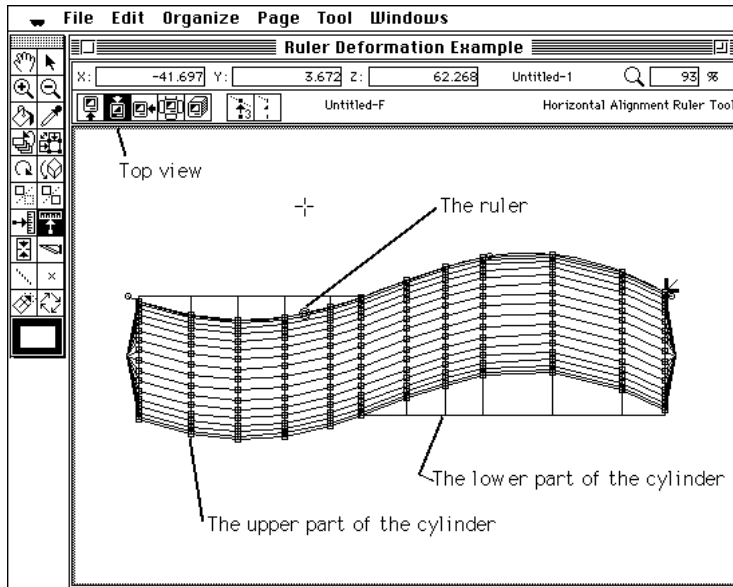 File Edit Organize Page Tool Windows
Ruler Deformation Example
X: -41.697 Y: 3.672 Z: 62.268 Untitled-1 93 %
3 Untitled-F Horizontal Alignment Ruler Tool
Top view
The ruler
The lower part of the cylinder
The upper part of the cylinder